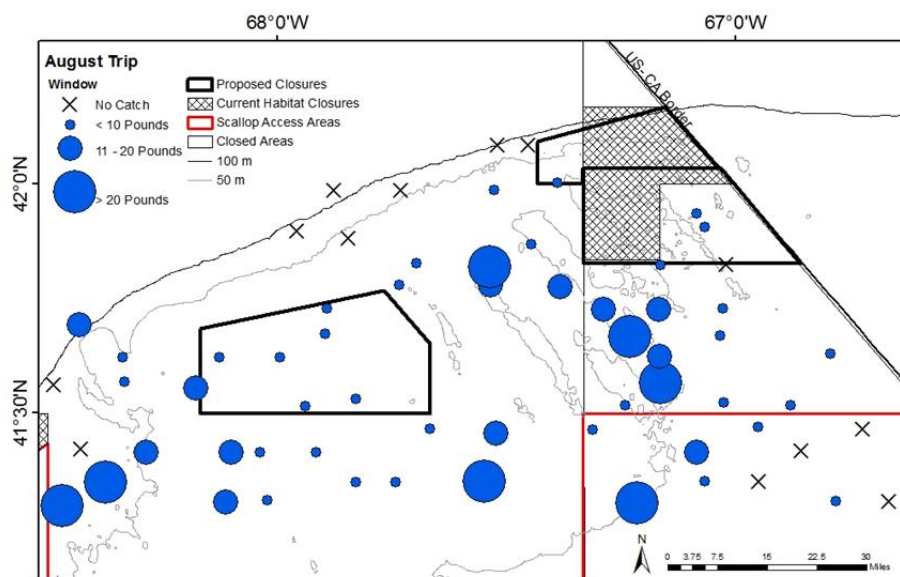 68°0'W 67°0'W
August Trip
Window
No Catch
< 10 Pounds
11 - 20 Pounds
> 20 Pounds
Proposed Closures
Current Habitat Closures
Scallop Access Areas
Closed Areas
100 m
50 m
US- CA Border
42°0'N
41°30'N
N
0 3.75 7.5 15 22.5 30
Miles